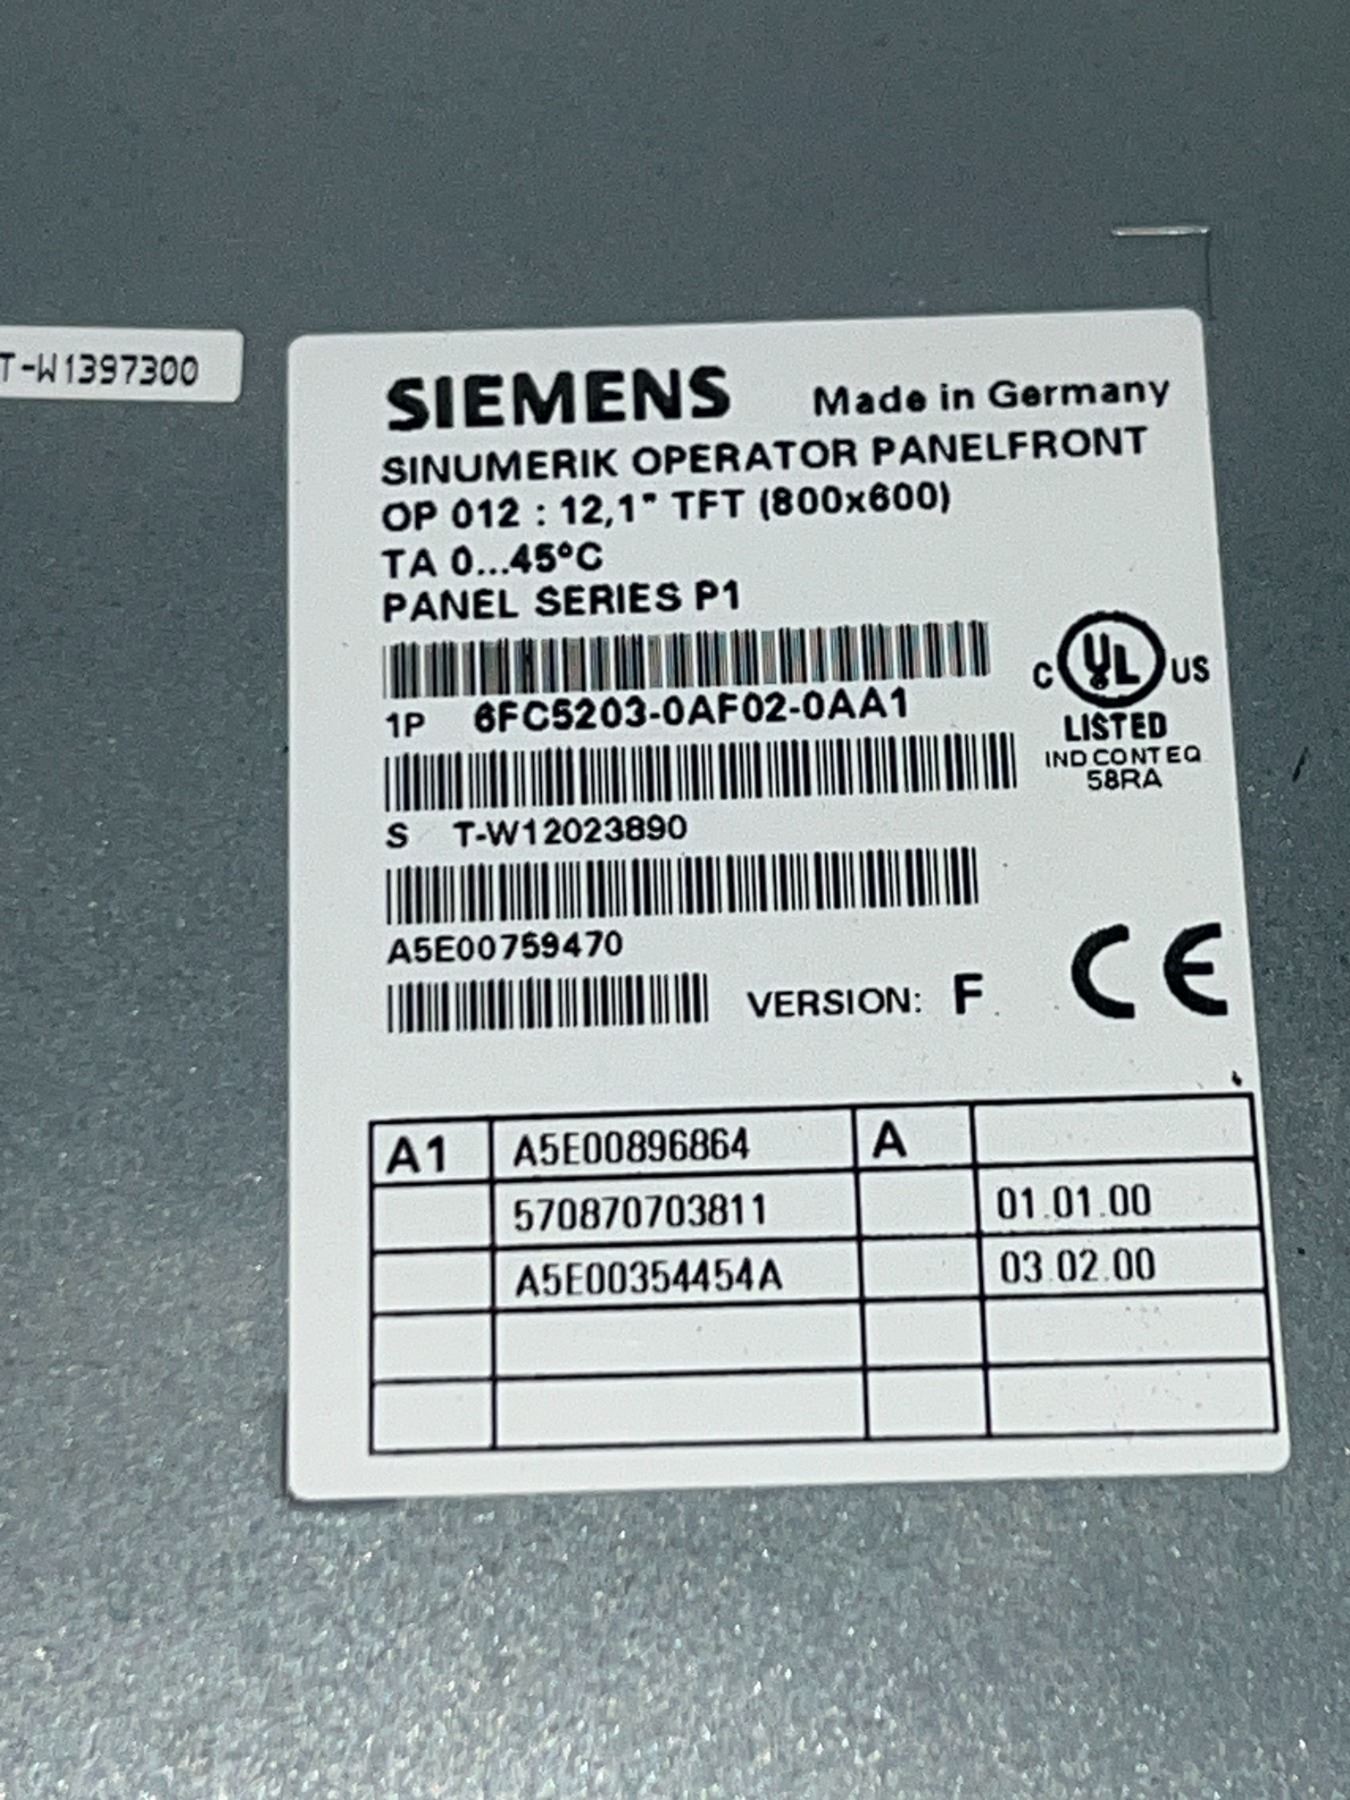 T-W1397300
SIEMENS Made in Germany
SINUMERIK OPERATOR PANELFRONT
OP 012 : 12,1" TFT (800x600)
TA 0...45°C
PANEL SERIES P1
1P 6FC5203-0AF02-0AA1
C UL US
LISTED
IND CONT EQ
58RA
S T-W12023890
A5E00759470
VERSION: F
CE
A1 A5E00896864 A
570870703811 01.01.00
A5E00354454A 03.02.00